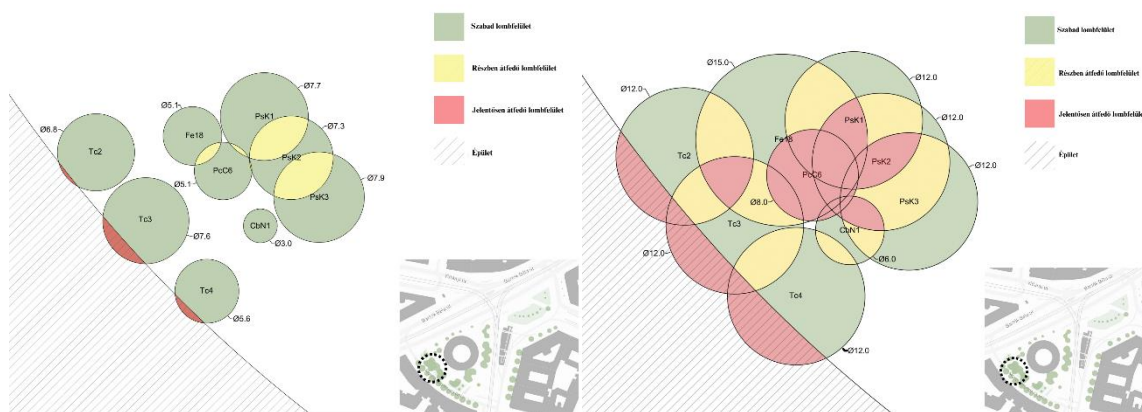 Szabad lombfelület
Részben átfedő lombfelület
Jelentősen átfedő lombfelület
Épület
Ø7.7
PsK1
Ø5.1
Fe18
Ø7.3
PsK2
Ø6.8
Tc2
PcC6
Ø5.1
Ø7.9
PsK3
Tc3
Ø7.6
CbN1
Ø3.0
Tc4
Ø5.6
Szabad lombfelület
Részben átfedő lombfelület
Jelentősen átfedő lombfelület
Épület
Ø15.0
Ø12.0
Ø12.0
PsK1
Ø12.0
Fe18
Tc2
PsK2
Ø12.0
PcC6
Ø8.0
PsK3
Tc3
CbN1
Ø12.0
Ø6.0
Tc4
Ø12.0